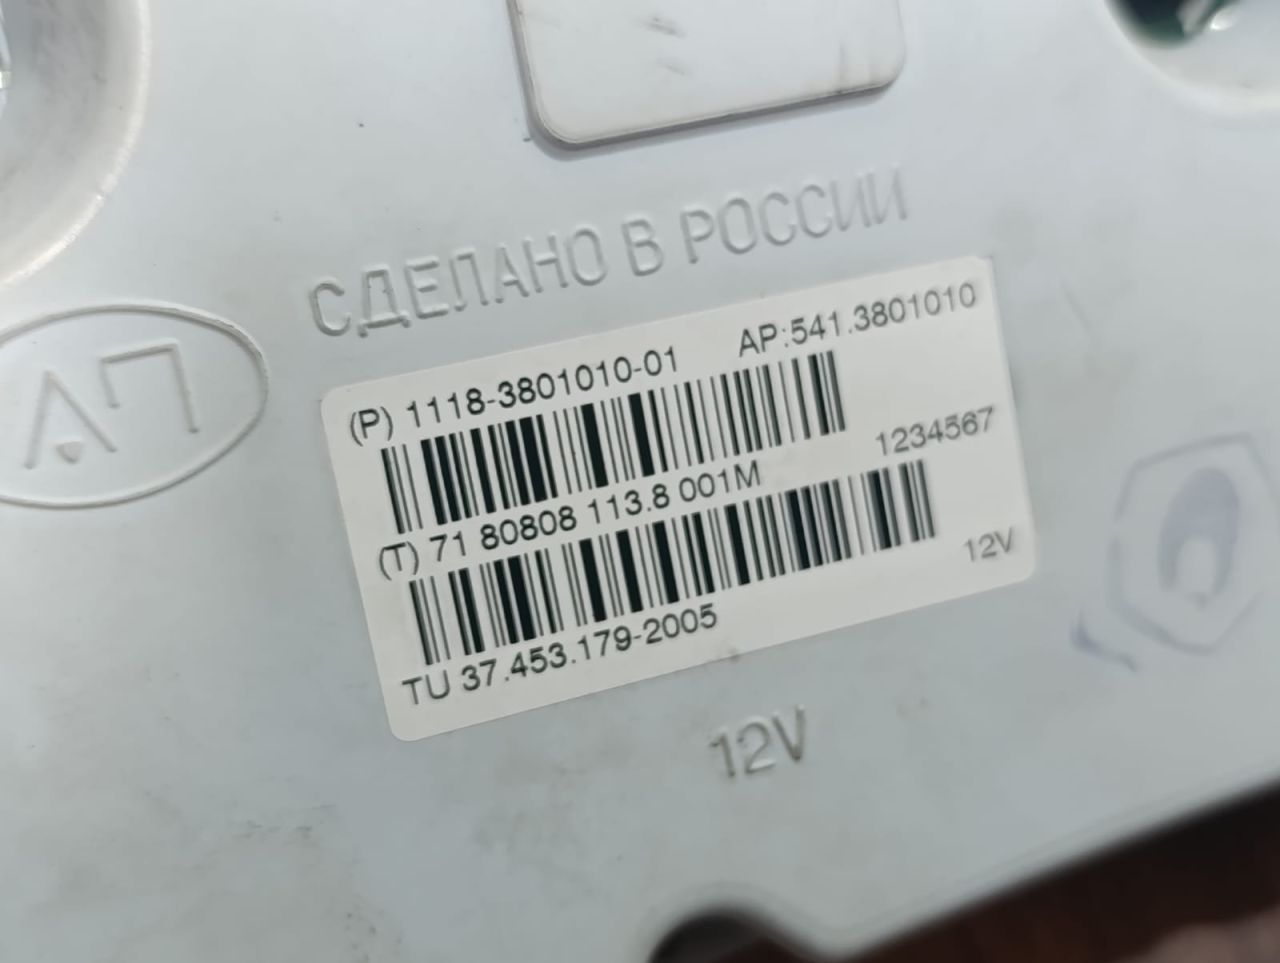 СДЕЛАНО В РОССИИ
АП
(P) 1118-3801010-01 AP:541.3801010
(T) 71 80808 113.8 001M 1234567
TU 37.453.179-2005 12V
12V